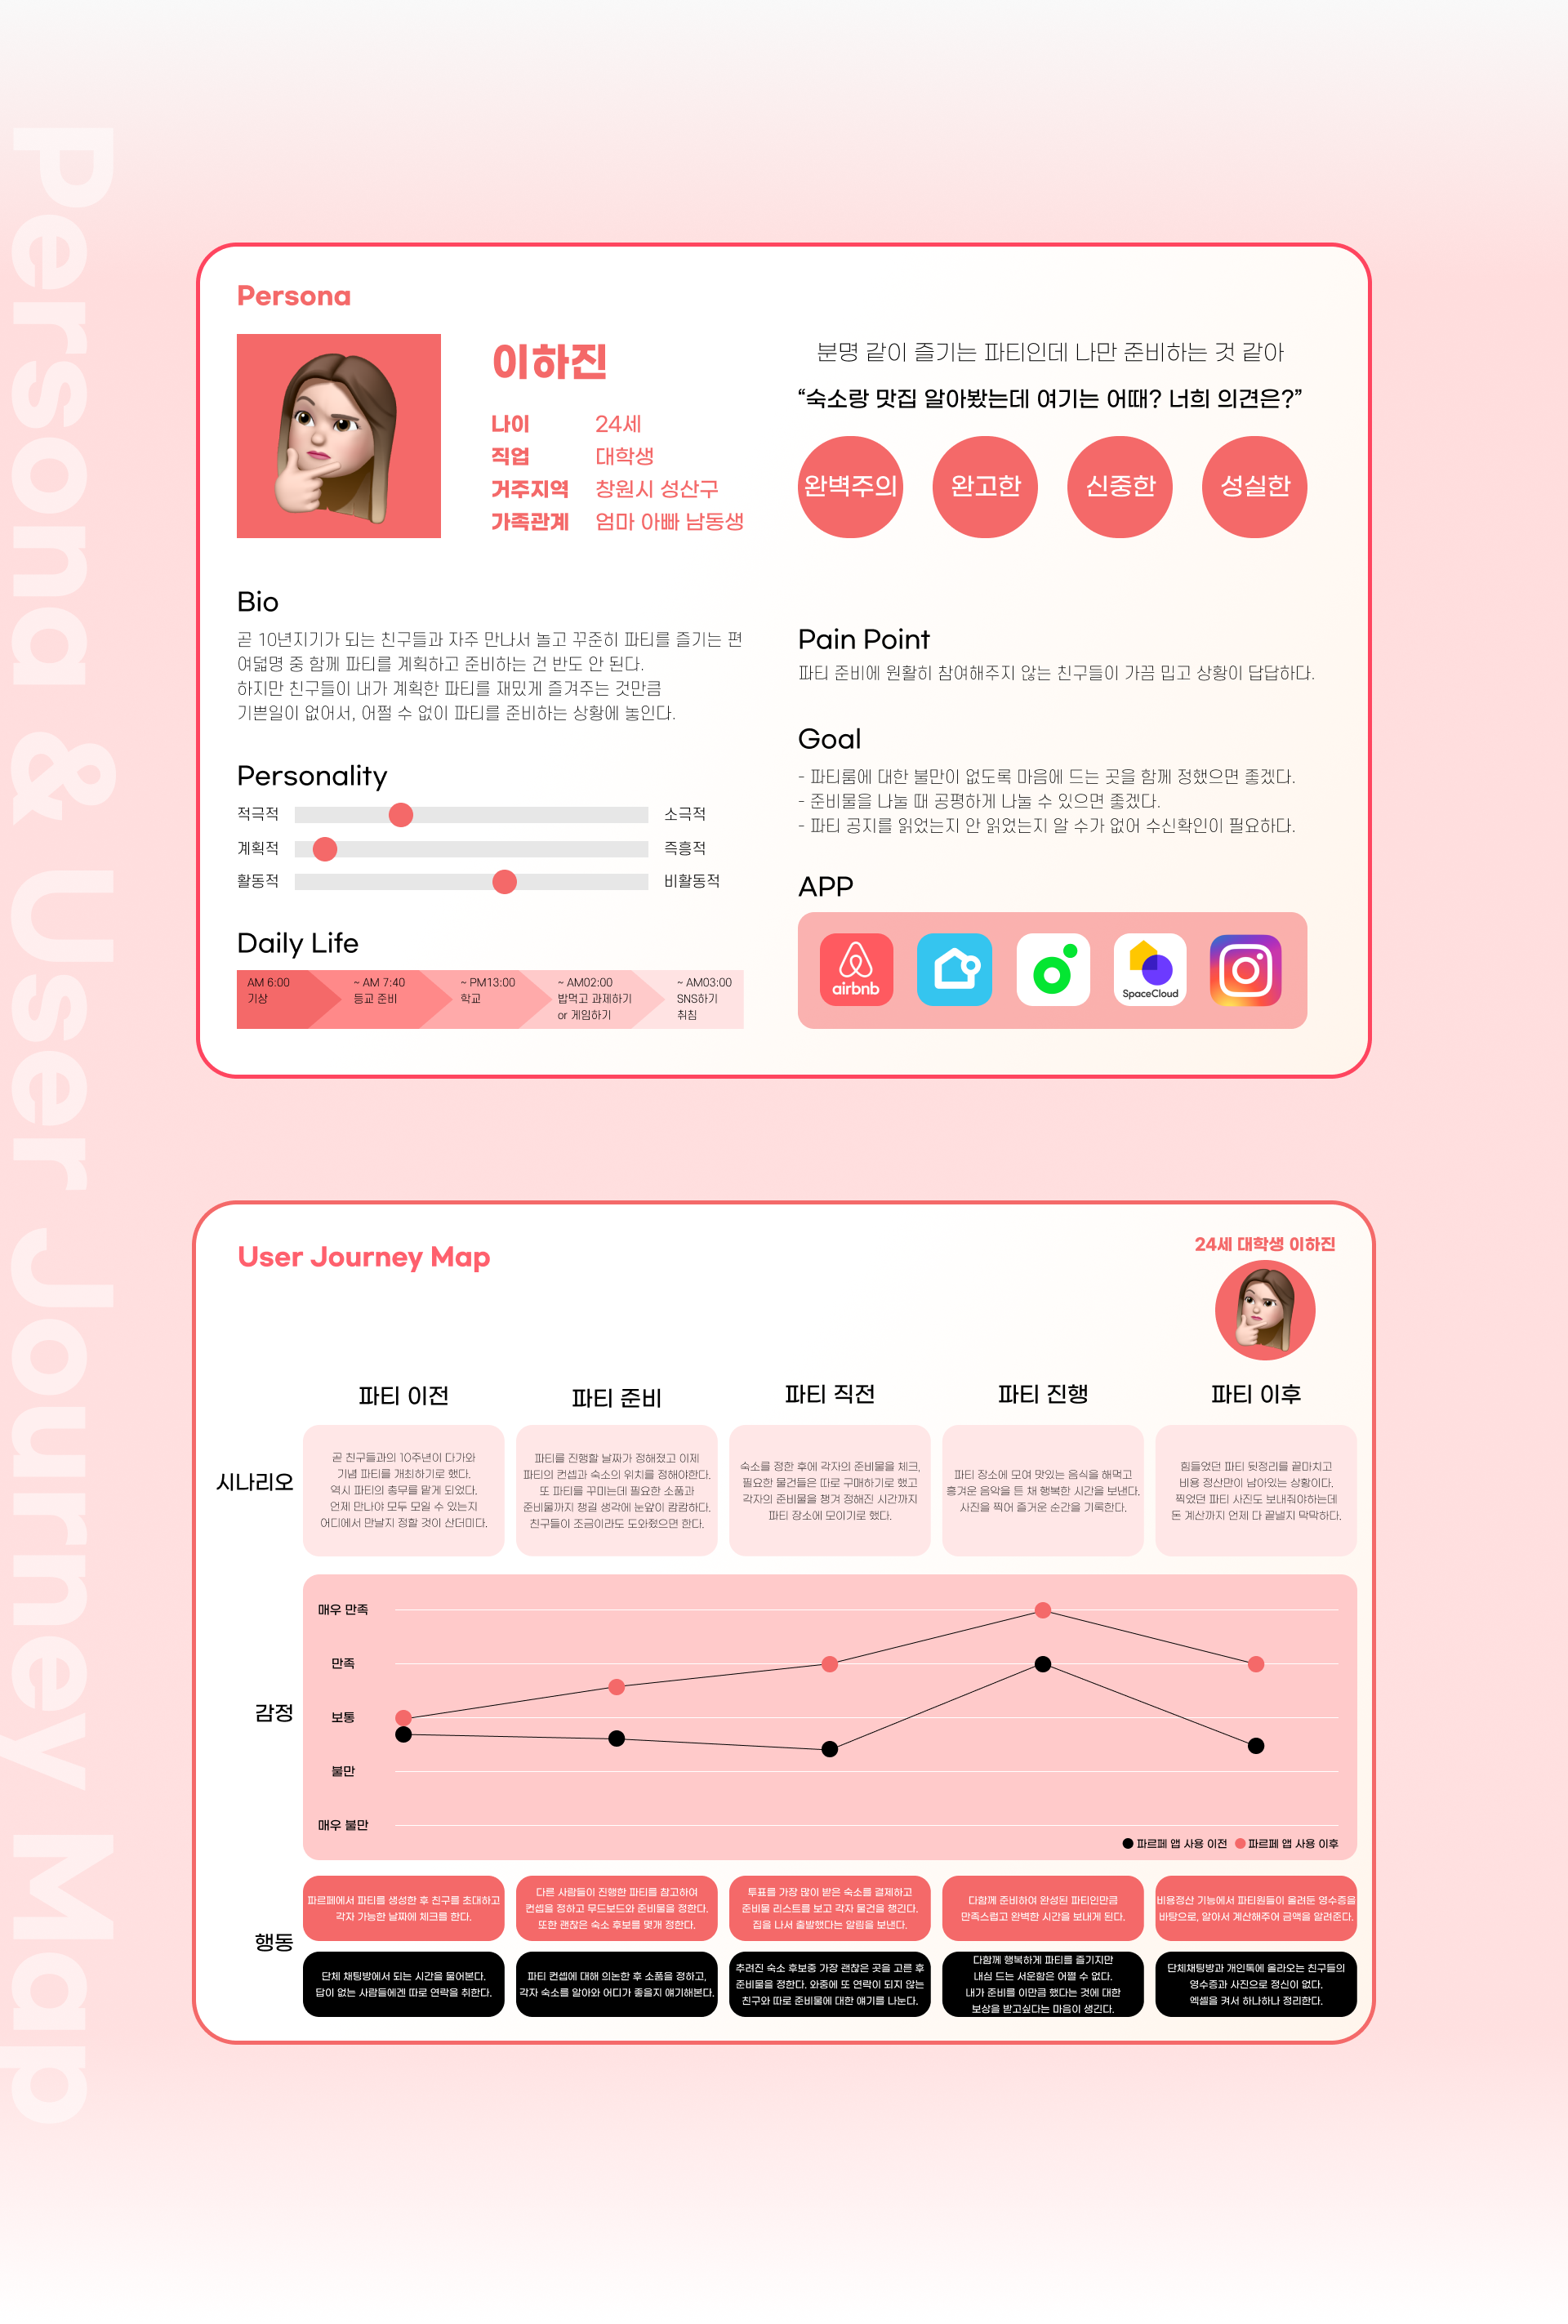 Persona & User Journey Map
Persona
이하진
나이 24세
직업 대학생
거주지역 창원시 성산구
가족관계 엄마 아빠 남동생
분명 같이 즐기는 파티인데 나만 준비하는 것 같아
“숙소랑 맛집 알아봤는데 여기는 어때? 너희 의견은?”
완벽주의 완고한 신중한 성실한
Bio
곧 10년지기가 되는 친구들과 자주 만나서 놀고 꾸준히 파티를 즐기는 편
여덟명 중 함께 파티를 계획하고 준비하는 건 반도 안 된다.
하지만 친구들이 내가 계획한 파티를 재밌게 즐겨주는 것만큼
기쁜일이 없어서, 어쩔 수 없이 파티를 준비하는 상황에 놓인다.
Personality
적극적 소극적
계획적 즉흥적
활동적 비활동적
Daily Life
AM 6:00
기상
~ AM 7:40
등교 준비
~ PM13:00
학교
~ AM02:00
밥먹고 과제하기
or 게임하기
~ AM03:00
SNS하기
취침
Pain Point
파티 준비에 원활히 참여해주지 않는 친구들이 가끔 밉고 상황이 답답하다.
Goal
- 파티룸에 대한 불만이 없도록 마음에 드는 곳을 함께 정했으면 좋겠다.
- 준비물을 나눌 때 공평하게 나눌 수 있으면 좋겠다.
- 파티 공지를 읽었는지 안 읽었는지 알 수가 없어 수신확인이 필요하다.
APP
airbnb
SpaceCloud
User Journey Map
24세 대학생 이하진
파티 이전 파티 준비 파티 직전 파티 진행 파티 이후
시나리오
곧 친구들과의 10주년이 다가와
기념 파티를 개최하기로 했다.
역시 파티의 총무를 맡게 되었다.
언제 만나야 모두 모일 수 있는지
어디에서 만날지 정할 것이 산더미다.
파티를 진행할 날짜가 정해졌고 이제
파티의 컨셉과 숙소의 위치를 정해야한다.
또 파티를 꾸미는데 필요한 소품과
준비물까지 챙길 생각에 눈앞이 캄캄하다.
친구들이 조금이라도 도와줬으면 한다.
숙소를 정한 후에 각자의 준비물을 체크,
필요한 물건들은 따로 구매하기로 했고
각자의 준비물을 챙겨 정해진 시간까지
파티 장소에 모이기로 했다.
파티 장소에 모여 맛있는 음식을 해먹고
흥겨운 음악을 튼 채 행복한 시간을 보낸다.
사진을 찍어 즐거운 순간을 기록한다.
힘들었던 파티 뒷정리를 끝마치고
비용 정산만이 남아있는 상황이다.
찍었던 파티 사진도 보내줘야하는데
돈 계산까지 언제 다 끝낼지 막막하다.
감정
매우 만족
만족
보통
불만
매우 불만
파르페 앱 사용 이전 파르페 앱 사용 이후
행동
파르페에서 파티를 생성한 후 친구를 초대하고
각자 가능한 날짜에 체크를 한다.
다른 사람들이 진행한 파티를 참고하여
컨셉을 정하고 무드보드와 준비물을 정한다.
또한 괜찮은 숙소 후보를 몇개 정한다.
투표를 가장 많이 받은 숙소를 결제하고
준비물 리스트를 보고 각자 물건을 챙긴다.
집을 나서 출발했다는 알림을 보낸다.
다함께 준비하여 완성된 파티인만큼
만족스럽고 완벽한 시간을 보내게 된다.
비용정산 기능에서 파티원들이 올려둔 영수증을
바탕으로, 알아서 계산해주어 금액을 알려준다.
단체 채팅방에서 되는 시간을 물어본다.
답이 없는 사람들에겐 따로 연락을 취한다.
파티 컨셉에 대해 의논한 후 소품을 정하고,
각자 숙소를 알아와 어디가 좋을지 얘기해본다.
추려진 숙소 후보중 가장 괜찮은 곳을 고른 후
준비물을 정한다. 와중에 또 연락이 되지 않는
친구와 따로 준비물에 대한 얘기를 나눈다.
다함께 행복하게 파티를 즐기지만
내심 드는 서운함은 어쩔 수 없다.
내가 준비를 이만큼 했다는 것에 대한
보상을 받고싶다는 마음이 생긴다.
단체채팅방과 개인톡에 올라오는 친구들의
영수증과 사진으로 정신이 없다.
엑셀을 켜서 하나하나 정리한다.